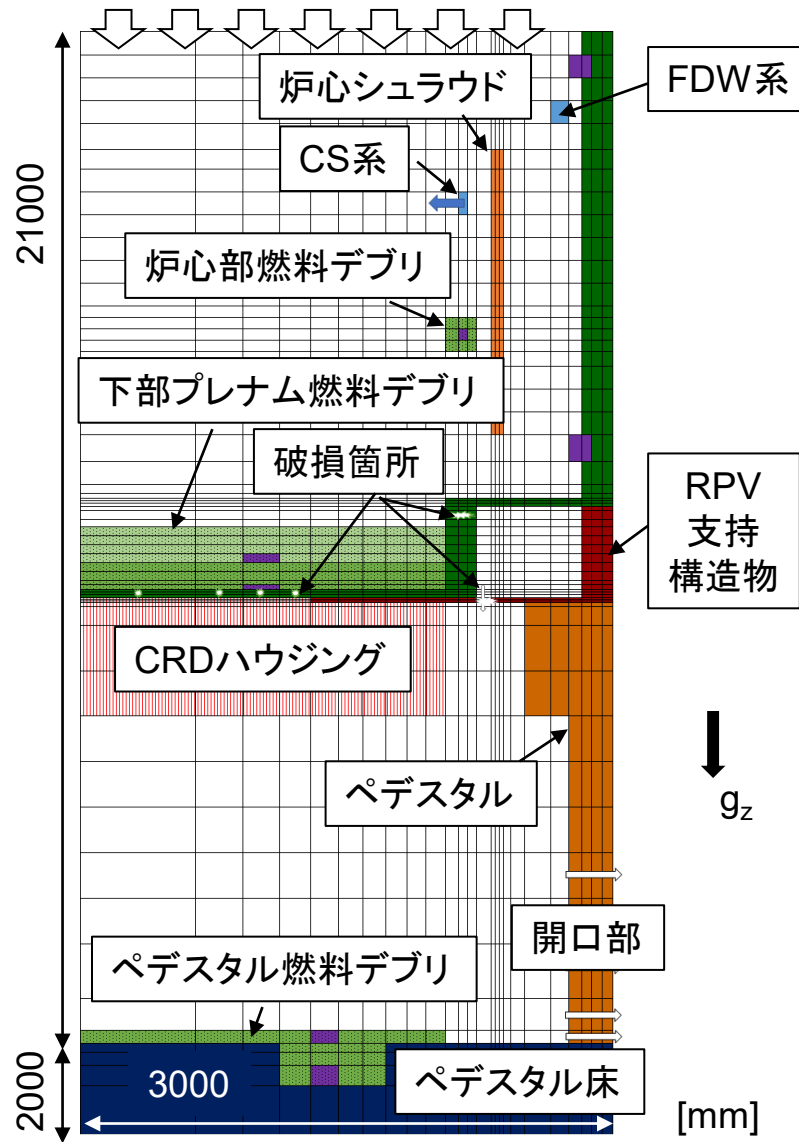 炉心シュラウド
FDW系
CS系
21000
炉心部燃料デブリ
下部プレナム燃料デブリ
破損箇所
RPV
支持
構造物
CRDハウジング
ペデスタル
gz
開口部
ペデスタル燃料デブリ
3000
ペデスタル床
2000
[mm]